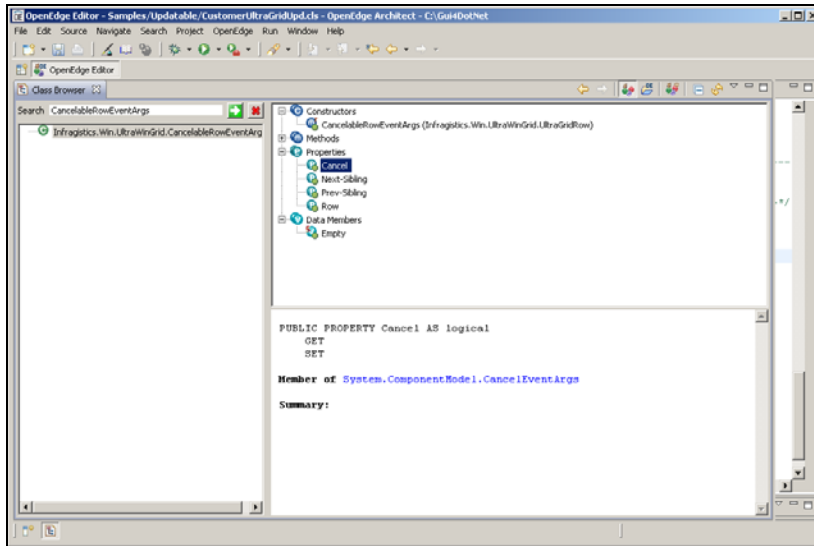 OpenEdge Editor - Samples/Updatable/CustomerUltraGridUpd.cls - OpenEdge Architect - C:\Gui4DotNet
File Edit Source Navigate Search Project OpenEdge Run Window Help
OpenEdge Editor
Class Browser
Search CancelableRowEventArgs
Infragistics.Win.UltraWinGrid.CancelableRowEventArg
Constructors
CancelableRowEventArgs (Infragistics.Win.UltraWinGrid.UltraGridRow)
Methods
Properties
Cancel
Next-Sibling
Prev-Sibling
Row
Data Members
Empty
PUBLIC PROPERTY Cancel AS logical
GET
SET
Member of System.ComponentModel.CancelEventArgs
Summary:
*/